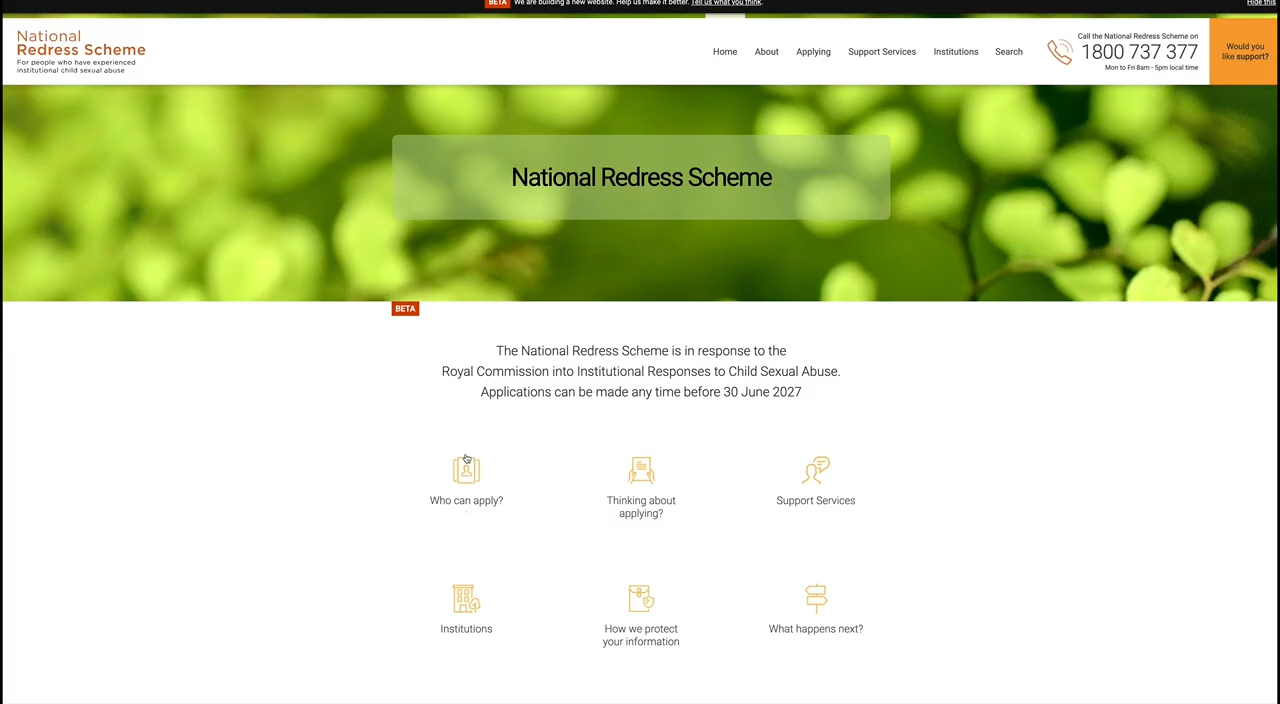 BETA We are building a new website. Help us make it better. Tell us what you think.
Hide this
National
Redress Scheme
For people who have experienced
institutional child sexual abuse
Home About Applying Support Services Institutions Search
Call the National Redress Scheme on
1800 737 377
Mon to Fri 8am - 5pm local time
Would you
like support?
National Redress Scheme
BETA
The National Redress Scheme is in response to the
Royal Commission into Institutional Responses to Child Sexual Abuse.
Applications can be made any time before 30 June 2027
Who can apply?
Thinking about
applying?
Support Services
Institutions
How we protect
your information
What happens next?